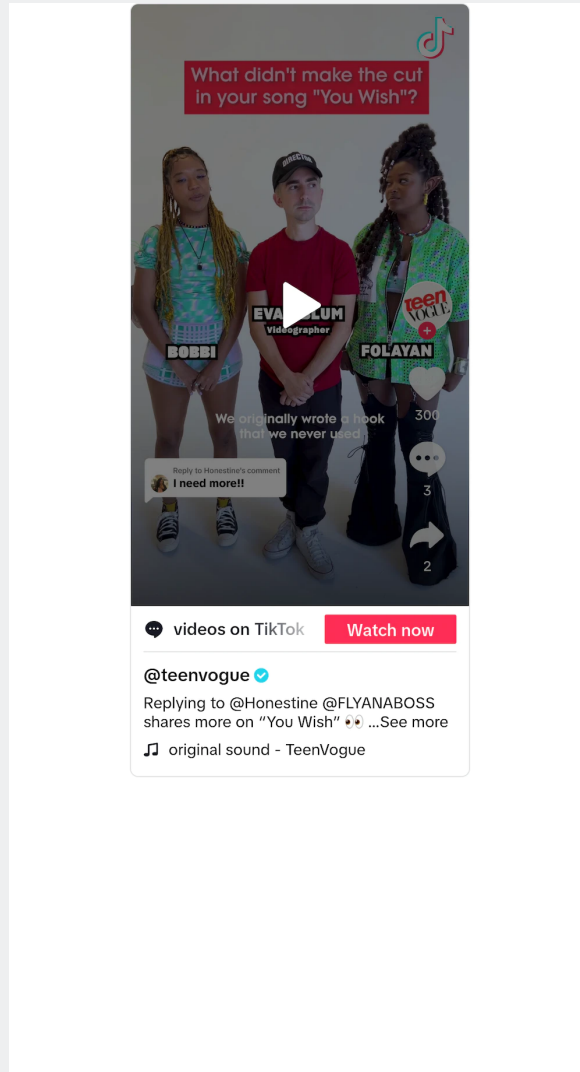 What didn't make the cut
in your song "You Wish"?
DIRECTOR
teen
VOGUE
Videographer
BOBBI
FOLAYAN
300
We originally wrote a hook
that we never used
Reply to Honestine's comment
I need more!!
3
2
videos on TikTok
Watch now
@teenvogue
Replying to @Honestine @FLYANABOSS
shares more on “You Wish” 👀 ...See more
original sound - TeenVogue